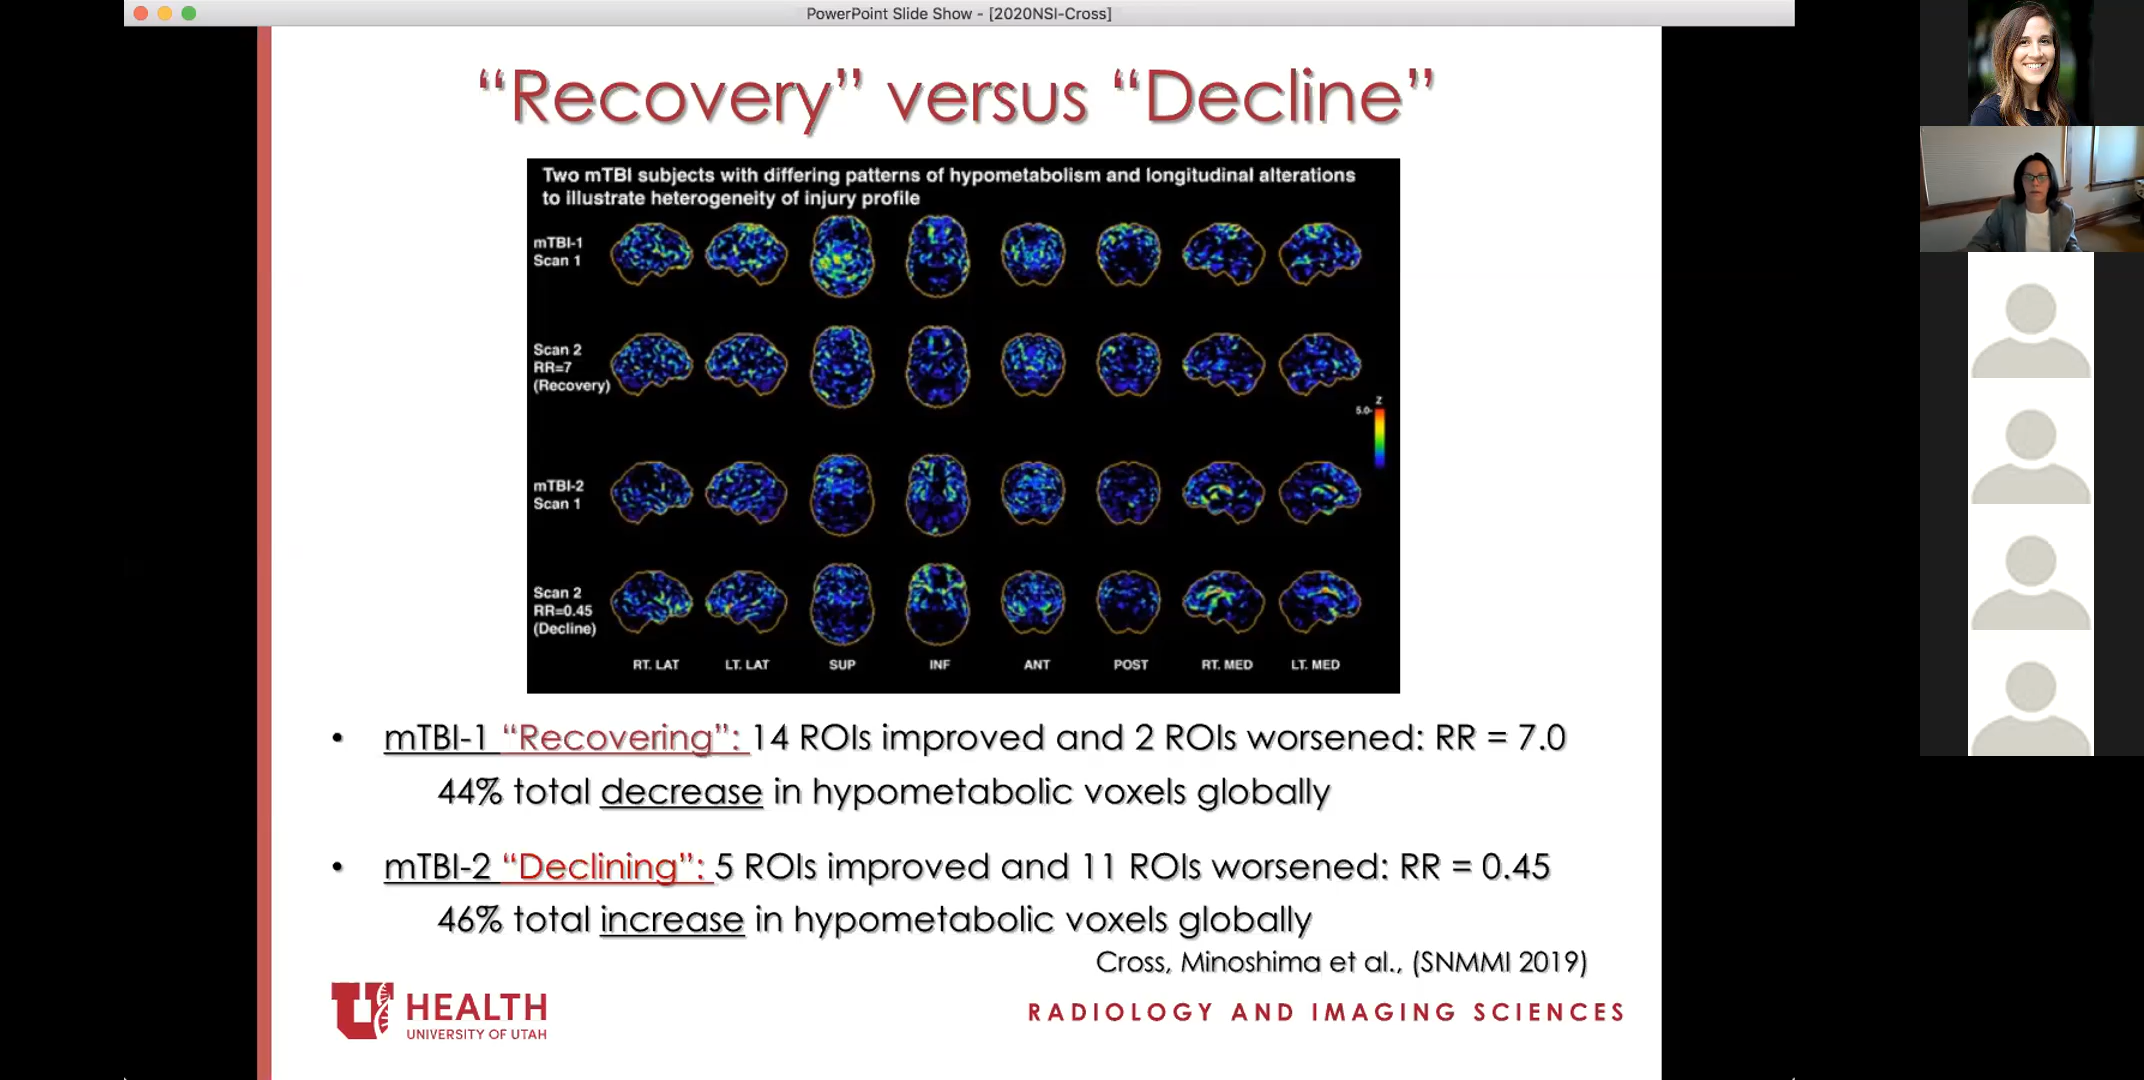 PowerPoint Slide Show - [2020NSI-Cross]
“Recovery” versus “Decline”
Two mTBI subjects with differing patterns of hypometabolism and longitudinal alterations
to illustrate heterogeneity of injury profile
mTBI-1
Scan 1
Scan 2
RR=7
(Recovery)
Z
5.0-
mTBI-2
Scan 1
Scan 2
RR=0.45
(Decline)
RT. LAT LT. LAT SUP INF ANT POST RT. MED LT. MED
• mTBI-1 “Recovering”: 14 ROIs improved and 2 ROIs worsened: RR = 7.0
44% total decrease in hypometabolic voxels globally
• mTBI-2 “Declining”: 5 ROIs improved and 11 ROIs worsened: RR = 0.45
46% total increase in hypometabolic voxels globally
Cross, Minoshima et al., (SNMMI 2019)
U HEALTH
UNIVERSITY OF UTAH
RADIOLOGY AND IMAGING SCIENCES